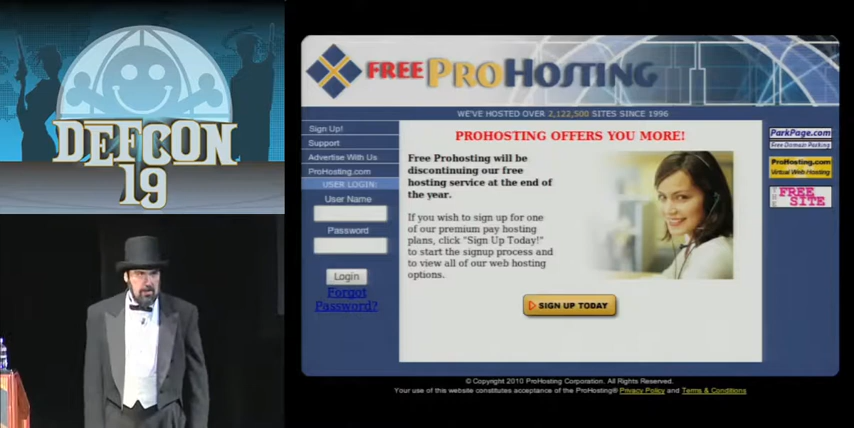 DEFCON
19
FREE PROHOSTING
WE'VE HOSTED OVER 2,122,500 SITES SINCE 1996
Sign Up!
Support
Advertise With Us
ProHosting.com
USER LOGIN:
User Name
Password
Login
Forgot
Password?
PROHOSTING OFFERS YOU MORE!
Free Prohosting will be
discontinuing our free
hosting service at the end of
the year.
If you wish to sign up for one
of our premium pay hosting
plans, click "Sign Up Today!"
to start the signup process and
to view all of our web hosting
options.
SIGN UP TODAY
ParkPage.com
Free Domain Parking
ProHosting.com
Virtual Web Hosting
FREE
SITE
© Copyright 2010 ProHosting Corporation. All Rights Reserved.
Your use of this website constitutes acceptance of the ProHosting® Privacy Policy and Terms & Conditions